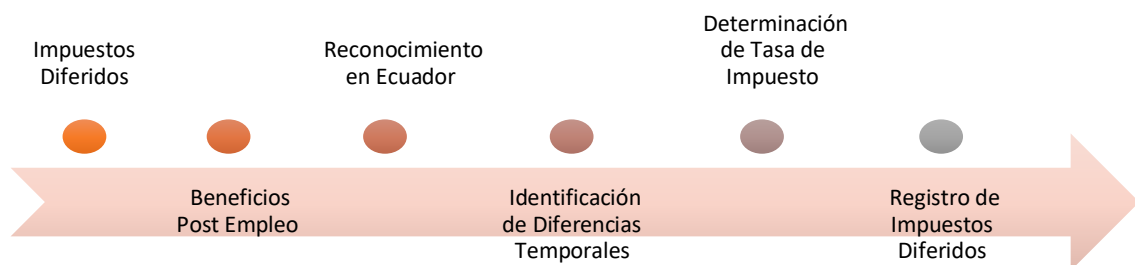 Impuestos
Diferidos
Beneficios
Post Empleo
Reconocimiento
en Ecuador
Identificación
de Diferencias
Temporales
Determinación
de Tasa de
Impuesto
Registro de
Impuestos
Diferidos